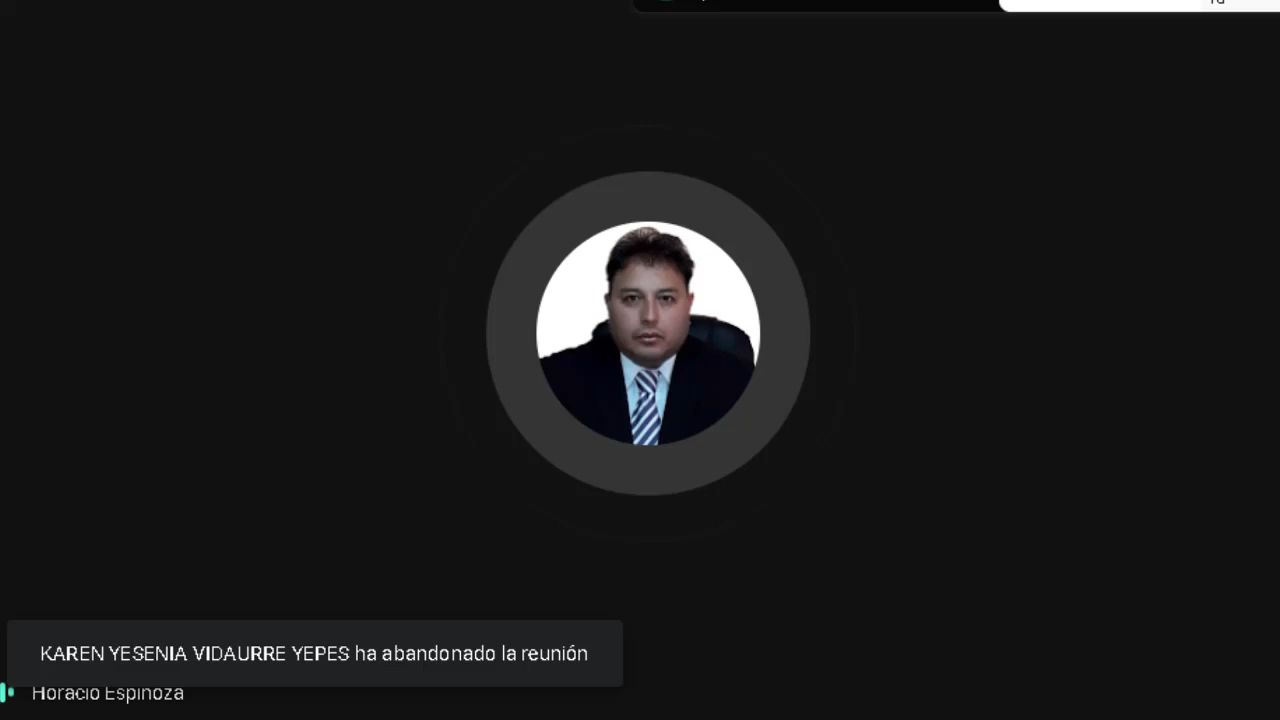 KAREN YESENIA VIDAURRE YEPES ha abandonado la reunión
Horacio Espinoza